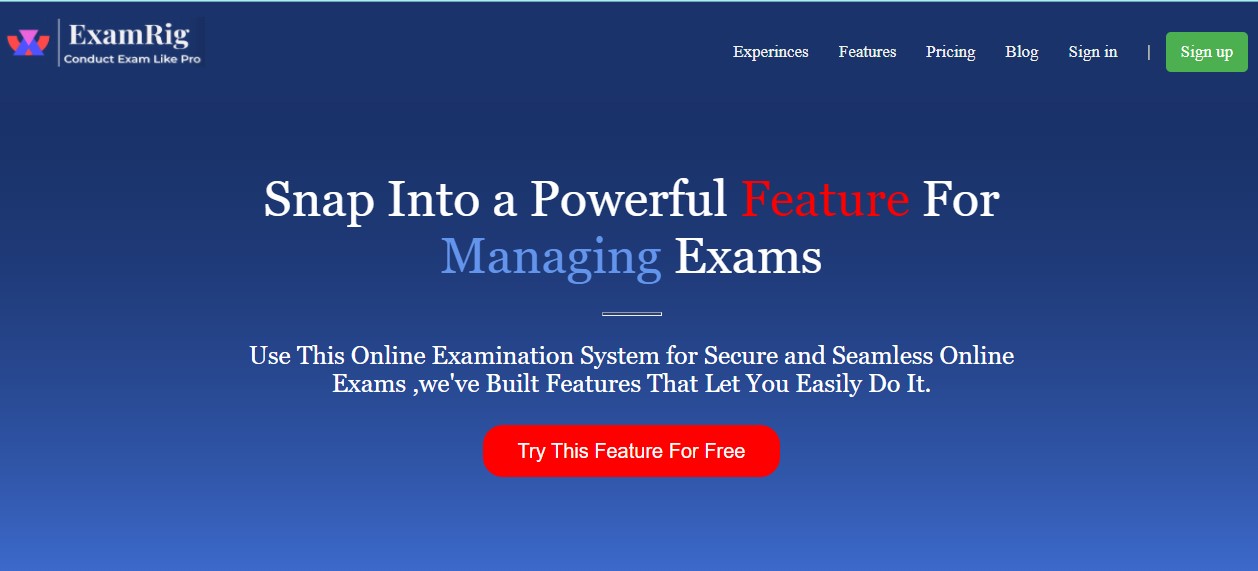 ExamRig
Conduct Exam Like Pro
Experinces Features Pricing Blog Sign in | Sign up
Snap Into a Powerful Feature For
Managing Exams
Use This Online Examination System for Secure and Seamless Online
Exams ,we've Built Features That Let You Easily Do It.
Try This Feature For Free